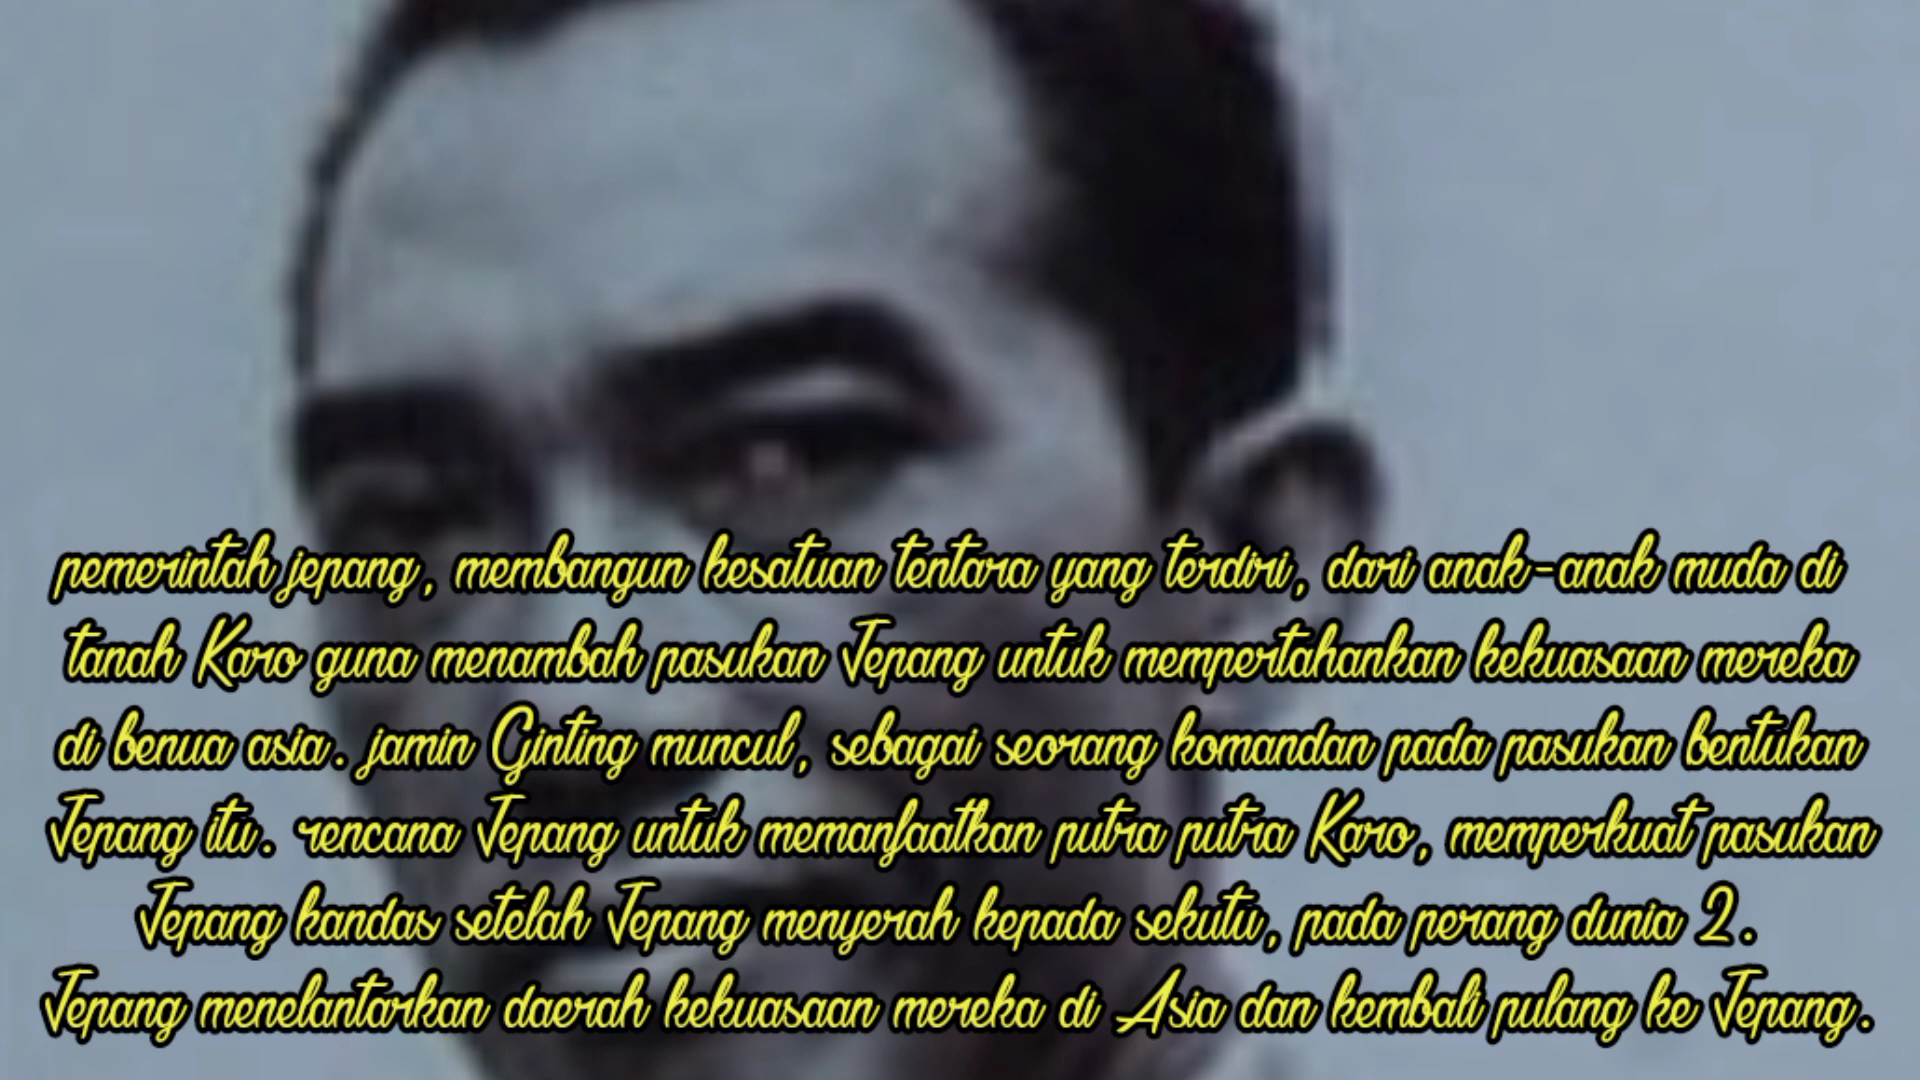 pemerintah jepang, membangun kesatuan tentara yang terdiri, dari anak-anak muda di
tanah Karo guna menambah pasukan Jepang untuk mempertahankan kekuasaan mereka
di benua asia. jamin Ginting muncul, sebagai seorang komandan pada pasukan bentukan
Jepang itu. rencana Jepang untuk memanfaatkan putra putra Karo, memperkuat pasukan
Jepang kandas setelah Jepang menyerah kepada sekutu, pada perang dunia 2.
Jepang menelantarkan daerah kekuasaan mereka di Asia dan kembali pulang ke Jepang.